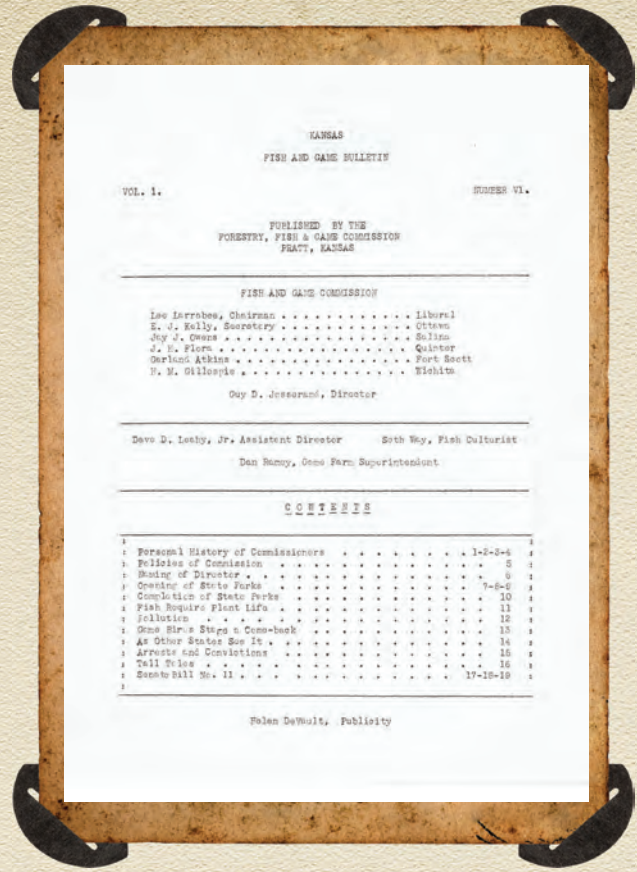 KANSAS
FISH AND GAME BULLETIN
VOL. 1. NUMBER VI.
PUBLISHED BY THE
FORESTRY, FISH & GAME COMMISSION
PRATT, KANSAS
FISH AND GAME COMMISSION
Lee Larrabee, Chairman . . . . . . . . . . . . Liberal
E. J. Kelly, Secretary . . . . . . . . . . . . Ottawa
Jay J. Owens . . . . . . . . . . . . . . . . . Salina
J. H. Flora . . . . . . . . . . . . . . . . . Quinter
Garland Atkins . . . . . . . . . . . . . . . . Fort Scott
H. M. Gillespie . . . . . . . . . . . . . . . Wichita
Guy D. Josserand, Director
Dave D. Leahy, Jr. Assistant Director Seth Way, Fish Culturist
Dan Ramey, Game Farm Superintendent
C O N T E N T S
Personal History of Commissioners . . . . . . . . 1-2-3-4
Policies of Commission . . . . . . . . . . . 5
Naming of Director . . . . . . . . . . . . . 6
Opening of State Parks . . . . . . . . . . . 7-8-9
Completion of State Parks . . . . . . . . . . 10
Fish Require Plant Life . . . . . . . . . . . 11
Pollution . . . . . . . . . . . . . . . 12
Game Birds Stage a Come-back . . . . . . . . . . 13
As Other States See It . . . . . . . . . . . . 14
Arrests and Convictions . . . . . . . . . . . 15
Tall Tales . . . . . . . . . . . . . . . 16
Senate Bill No. 11 . . . . . . . . . . . . 17-18-19
Helen DeVault, Publicity